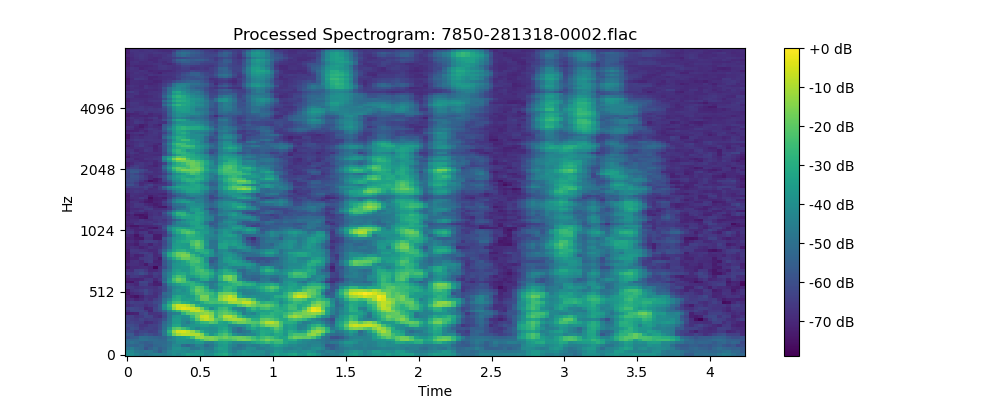 Processed Spectrogram: 7850-281318-0002.flac
+0 dB
-10 dB
-20 dB
-30 dB
-40 dB
-50 dB
-60 dB
-70 dB
4096
2048
1024
512
0
Hz
0 0.5 1 1.5 2 2.5 3 3.5 4
Time